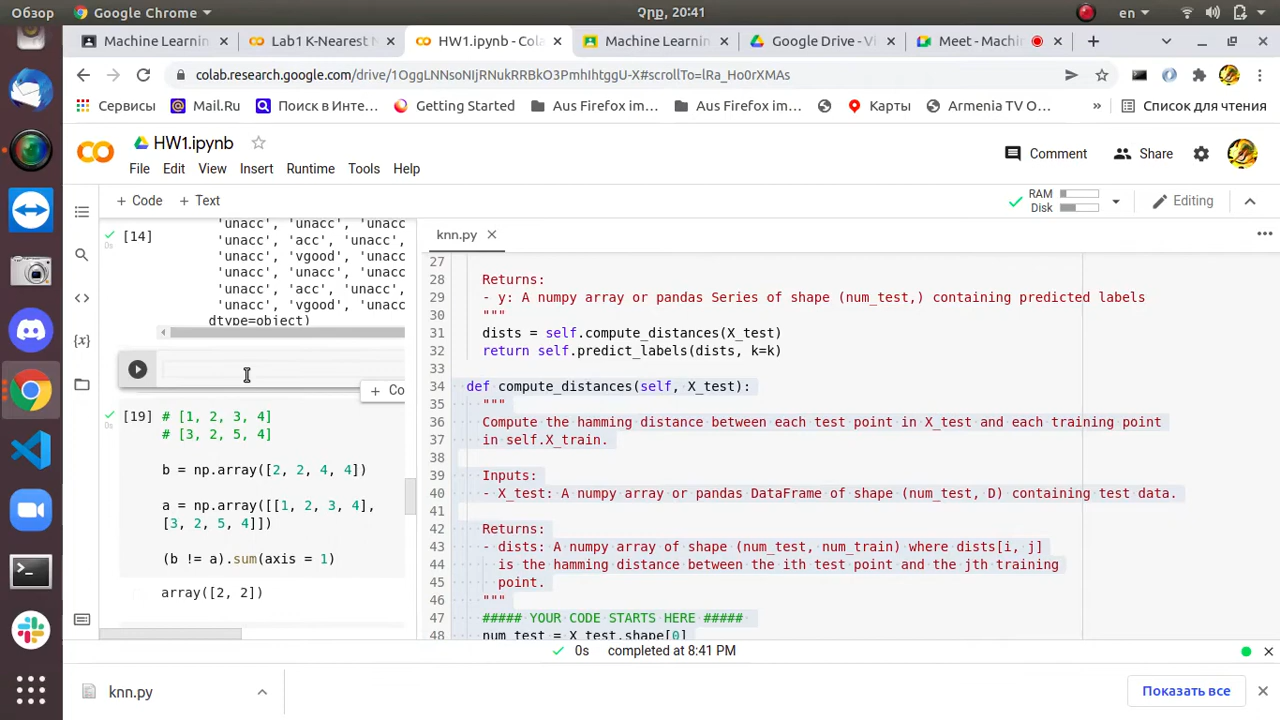 Обзор
Google Chrome
Չրք, 20:41
en
Machine Learnin
Lab1 K-Nearest N
HW1.ipynb - Cola
Machine Learnin
Google Drive - Vi
Meet - Machi
colab.research.google.com/drive/1OggLNNsoNIjRNukRRBkO3PmhIhtggU-X#scrollTo=lRa_Ho0rXMAs
Сервисы
Mail.Ru
Поиск в Инте...
Getting Started
Aus Firefox im...
Aus Firefox im...
Карты
Armenia TV O...
»
Список для чтения
HW1.ipynb
Comment
Share
File Edit View Insert Runtime Tools Help
+ Code + Text
RAM
Disk
Editing
[14]
'unacc', 'unacc', 'unacc
'unacc', 'acc', 'unacc',
'unacc', 'vgood', 'unacc
'unacc', 'unacc', 'unacc
'unacc', 'acc', 'unacc',
'unacc', 'vgood', 'unacc
dtype=object)
+ Co
[19] # [1, 2, 3, 4]
# [3, 2, 5, 4]
b = np.array([2, 2, 4, 4])
a = np.array([[1, 2, 3, 4],
[3, 2, 5, 4]])
(b != a).sum(axis = 1)
array([2, 2])
knn.py
27
28 Returns:
29 - y: A numpy array or pandas Series of shape (num_test,) containing predicted labels
30 """
31 dists = self.compute_distances(X_test)
32 return self.predict_labels(dists, k=k)
33
34 def compute_distances(self, X_test):
35 """
36 Compute the hamming distance between each test point in X_test and each training point
37 in self.X_train.
38
39 Inputs:
40 - X_test: A numpy array or pandas DataFrame of shape (num_test, D) containing test data.
41
42 Returns:
43 - dists: A numpy array of shape (num_test, num_train) where dists[i, j]
44 is the hamming distance between the ith test point and the jth training
45 point.
46 """
47 ##### YOUR CODE STARTS HERE #####
48 num_test = X_test.shape[0]
0s completed at 8:41 PM
knn.py
Показать все